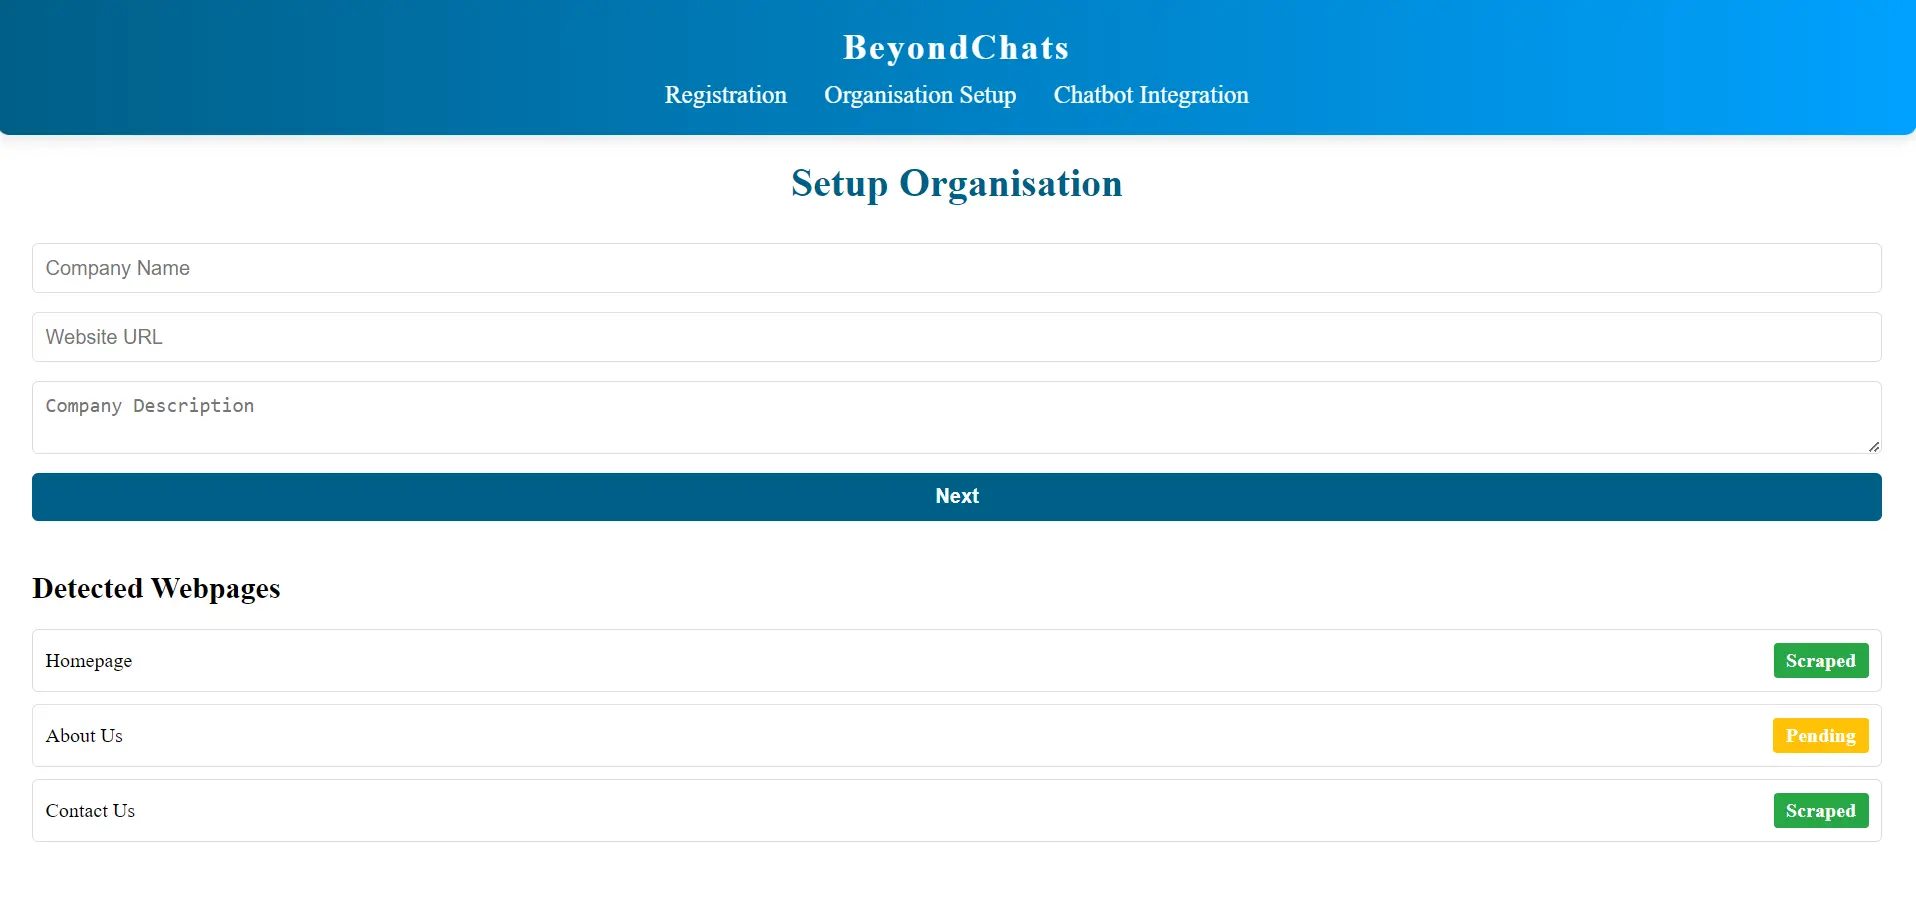 BeyondChats
Registration Organisation Setup Chatbot Integration
Setup Organisation
Company Name
Website URL
Company Description
Next
Detected Webpages
Homepage Scraped
About Us Pending
Contact Us Scraped